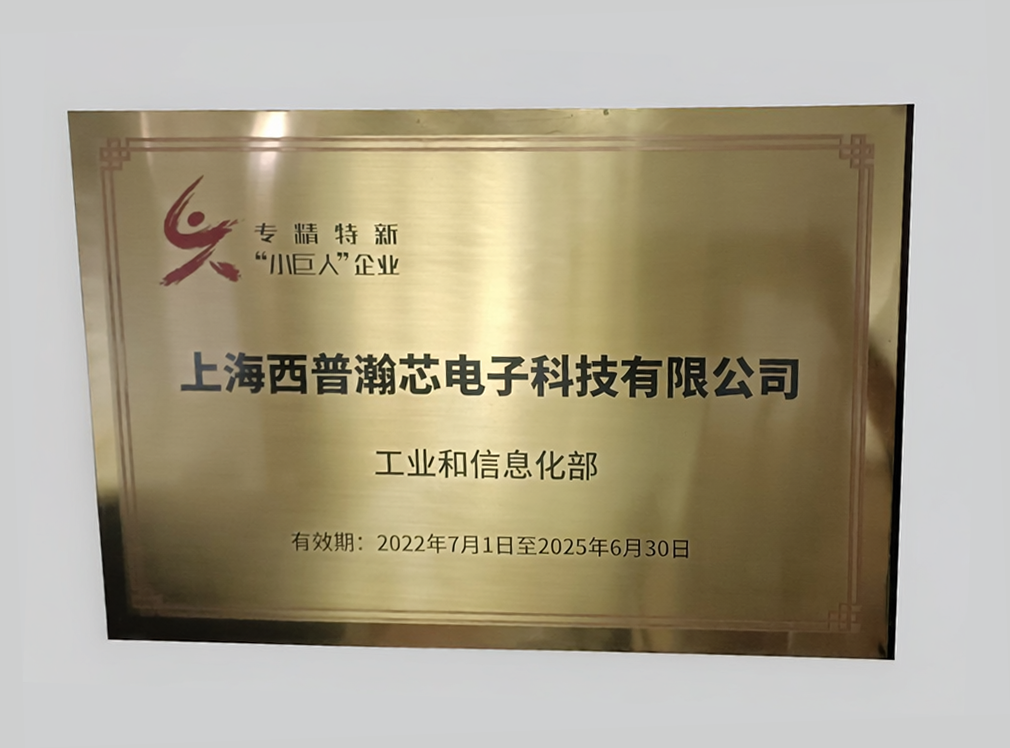 专精特新
“小巨人”企业
上海西普瀚芯电子科技有限公司
工业和信息化部
有效期：2022年7月1日至2025年6月30日